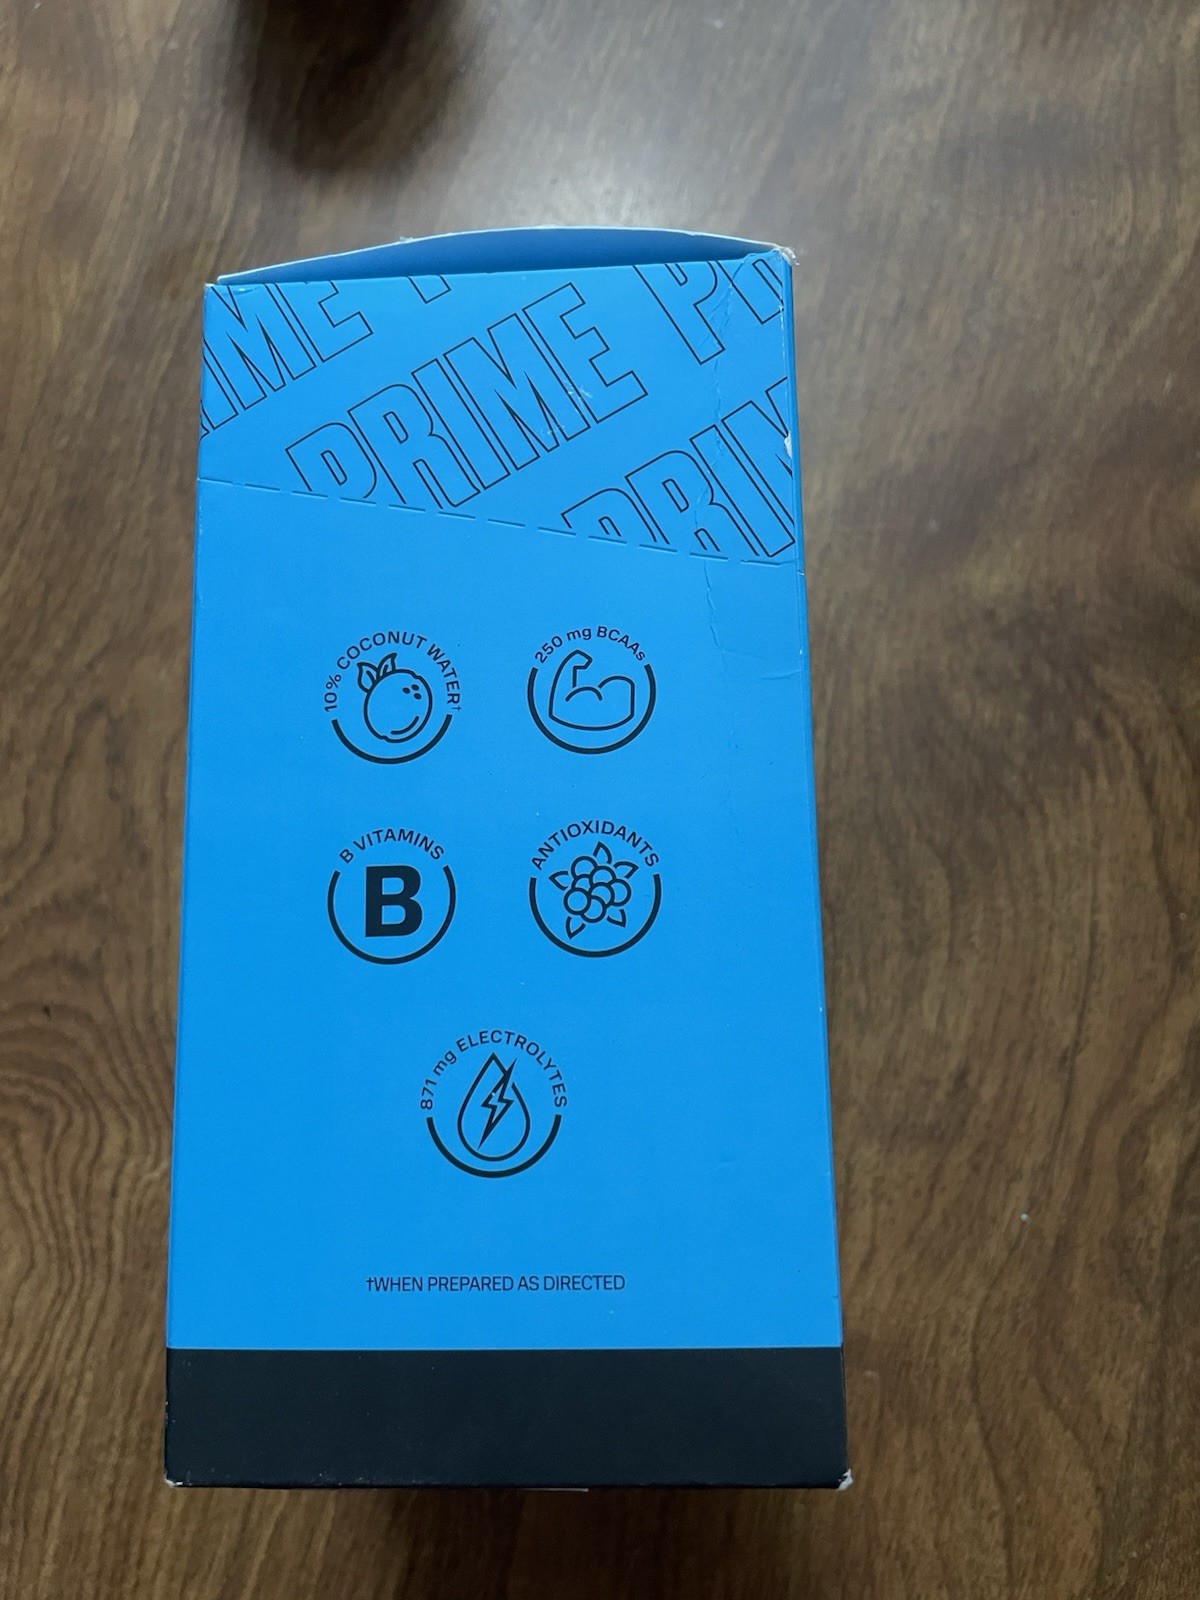 PRIME
PRIME
10% COCONUT WATER†
250 mg BCAAs
B VITAMINS
B
ANTIOXIDANTS
871 mg ELECTROLYTES
†WHEN PREPARED AS DIRECTED